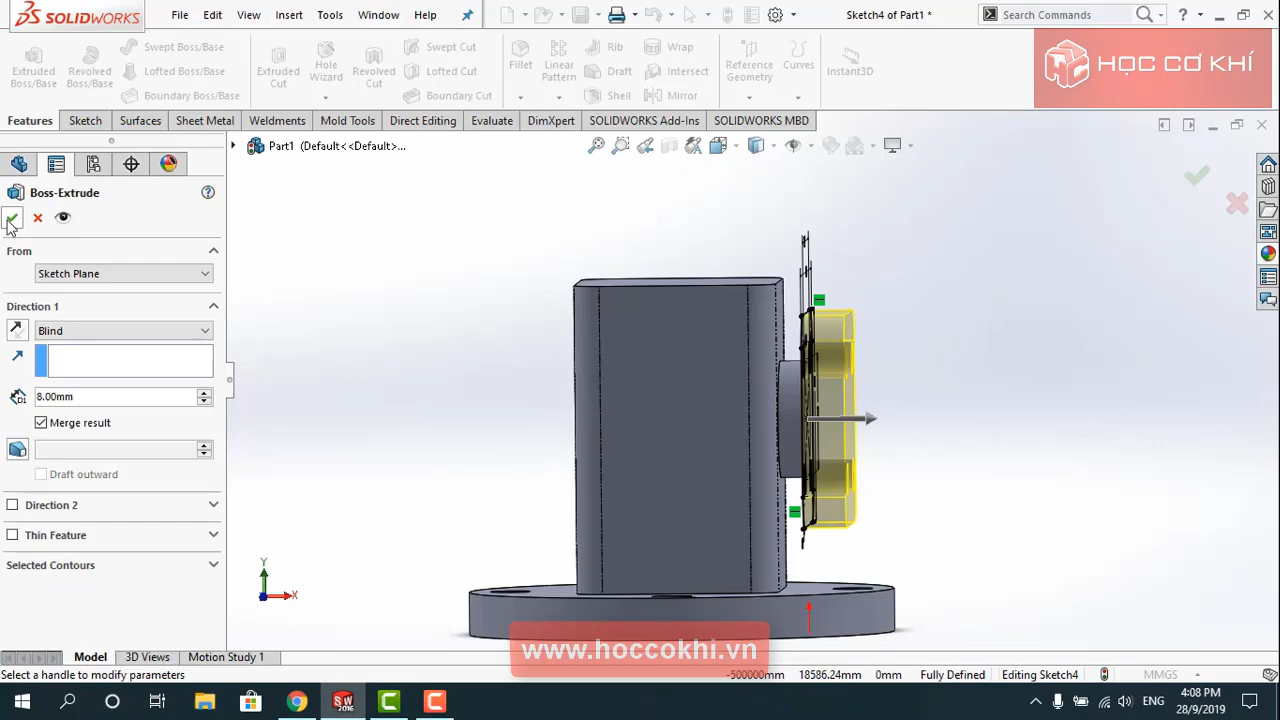 SOLIDWORKS
File Edit View Insert Tools Window Help
Sketch4 of Part1 *
Search Commands
Extruded Boss/Base
Revolved Boss/Base
Swept Boss/Base
Lofted Boss/Base
Boundary Boss/Base
Extruded Cut
Hole Wizard
Revolved Cut
Swept Cut
Lofted Cut
Boundary Cut
Fillet
Linear Pattern
Rib
Draft
Shell
Wrap
Intersect
Mirror
Reference Geometry
Curves
Instant3D
HỌC CƠ KHÍ
Features Sketch Surfaces Sheet Metal Weldments Mold Tools Direct Editing Evaluate DimXpert SOLIDWORKS Add-Ins SOLIDWORKS MBD
Part1 (Default<<Default>...
Boss-Extrude
From
Sketch Plane
Direction 1
Blind
8.00mm
Merge result
Draft outward
Direction 2
Thin Feature
Selected Contours
Y
X
www.hoccokhi.vn
Model 3D Views Motion Study 1
Select a handle to modify parameters
-500000mm 18586.24mm 0mm Fully Defined Editing Sketch4 MMGS
ENG
4:08 PM
28/9/2019